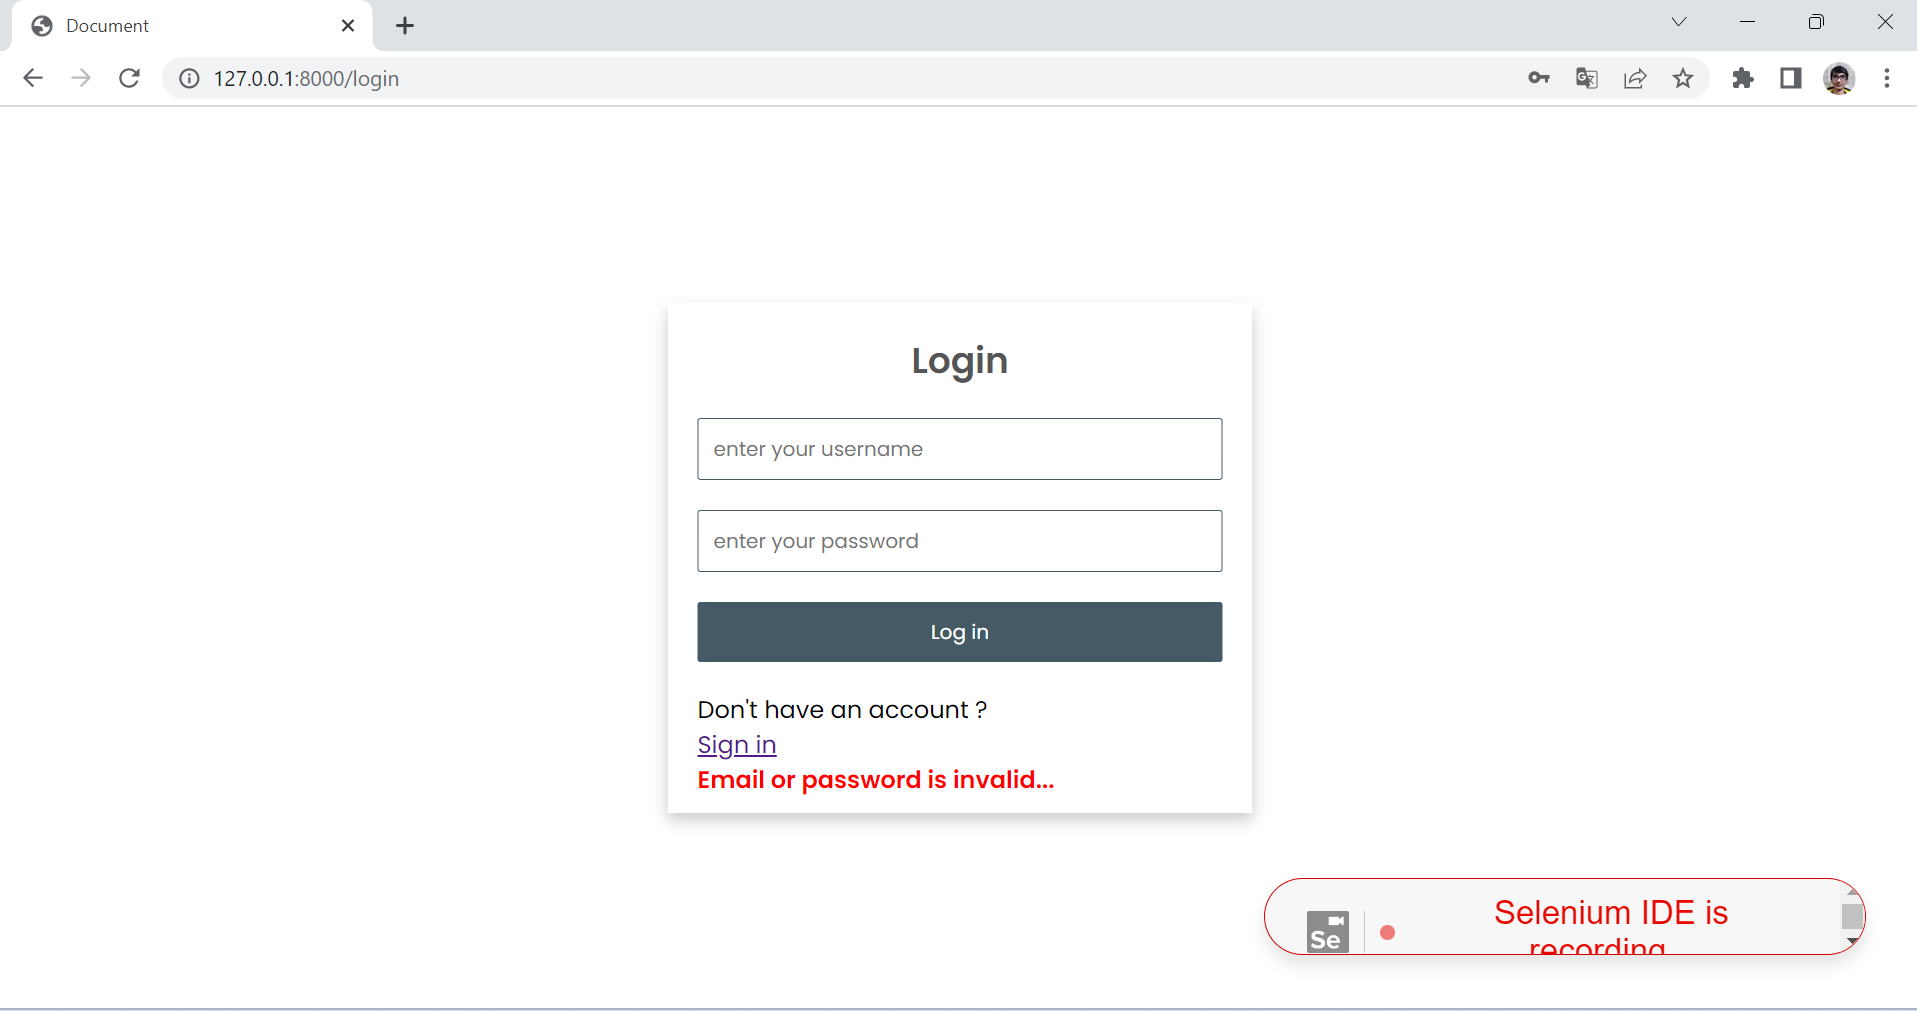 Document
127.0.0.1:8000/login
Login
enter your username
enter your password
Log in
Don't have an account ?
Sign in
Email or password is invalid...
Se
Selenium IDE is
recording